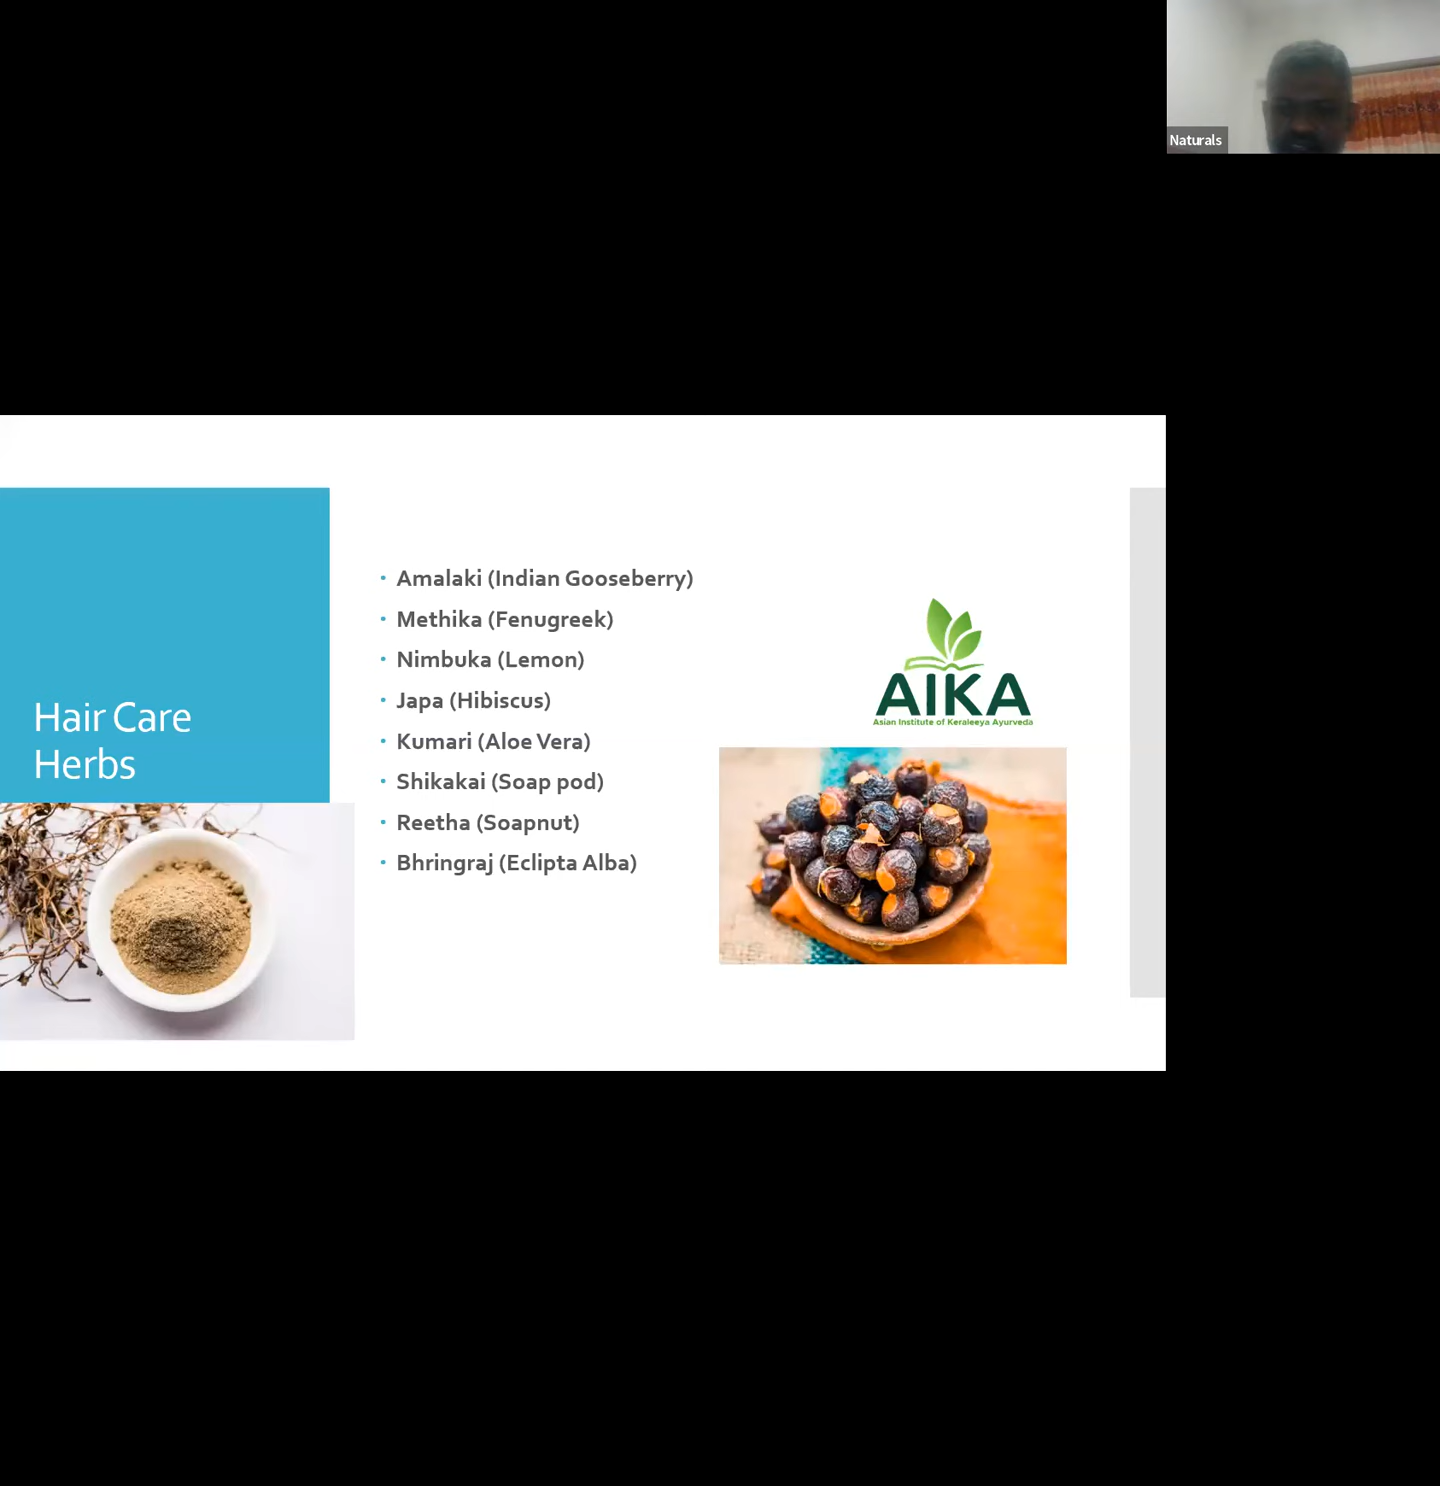 Naturals
Hair Care
Herbs
• Amalaki (Indian Gooseberry)
• Methika (Fenugreek)
• Nimbuka (Lemon)
• Japa (Hibiscus)
• Kumari (Aloe Vera)
• Shikakai (Soap pod)
• Reetha (Soapnut)
• Bhringraj (Eclipta Alba)
AIKA
Asian Institute of Keraleeya Ayurveda